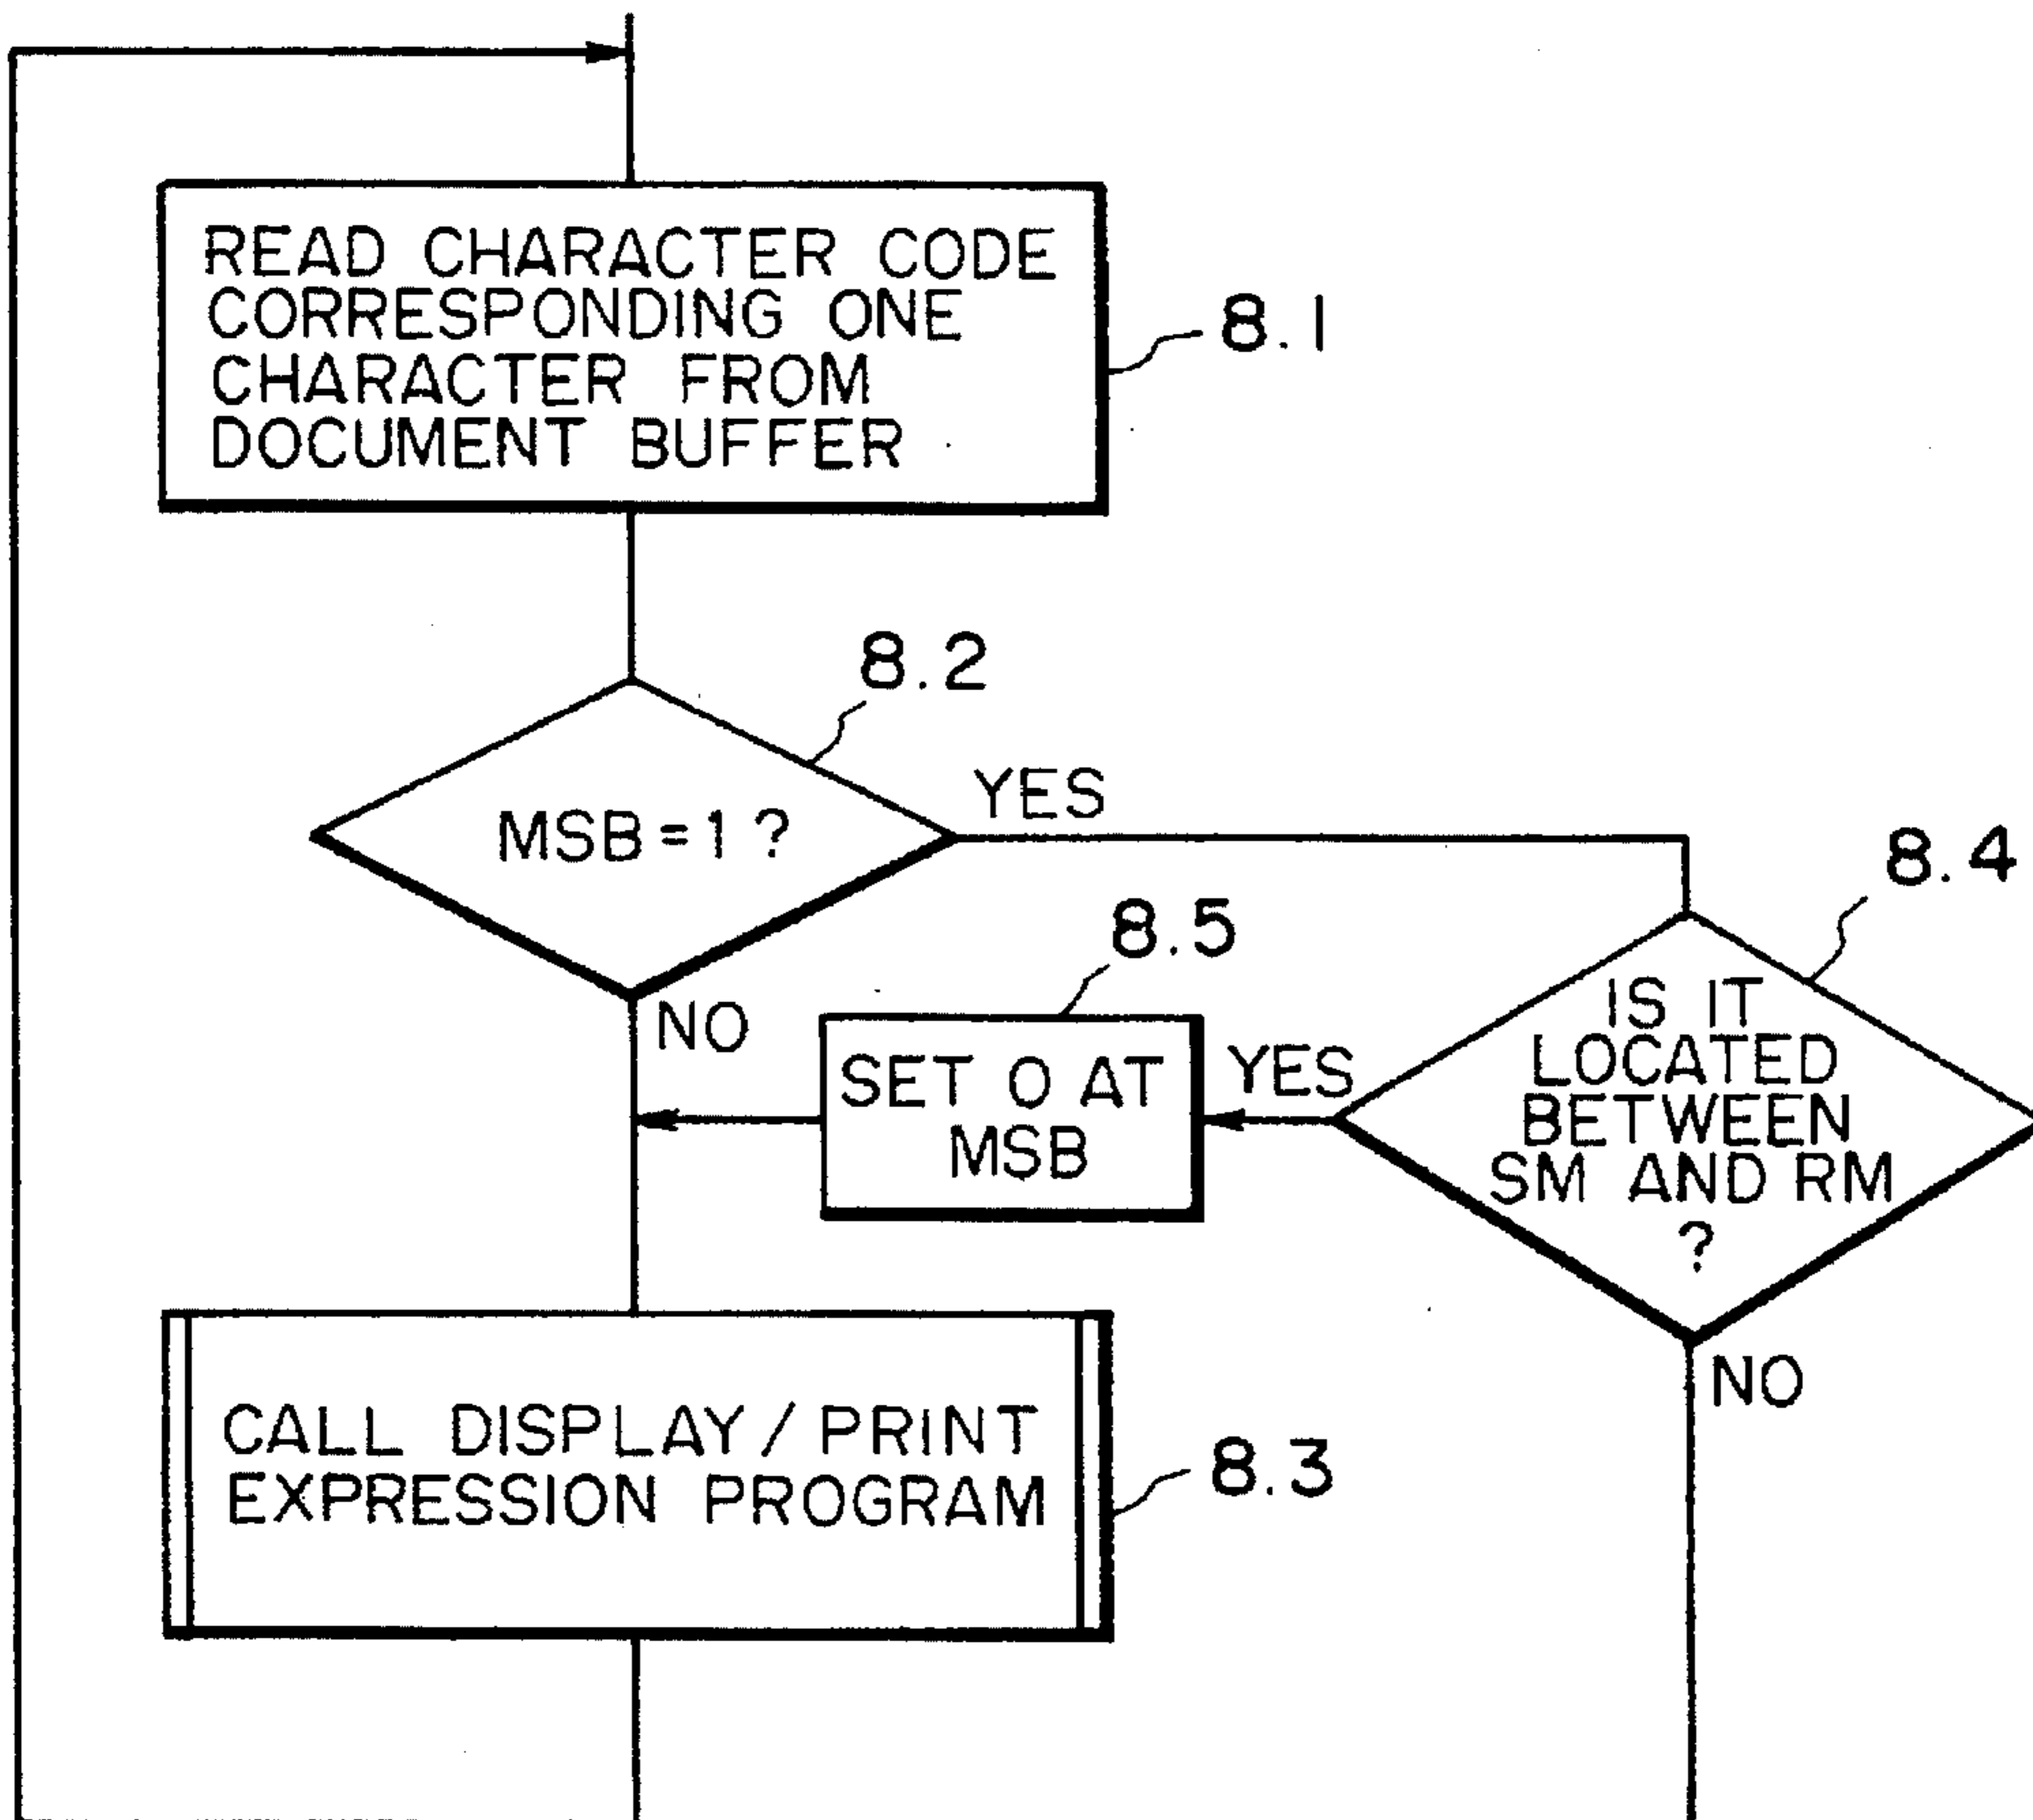 READ CHARACTER CODE
CORRESPONDING ONE
CHARACTER FROM
DOCUMENT BUFFER
8.1
8.2
MSB=1?
YES
NO
8.4
IS IT
LOCATED
BETWEEN
SM AND RM
?
YES
NO
8.5
SET 0 AT
MSB
CALL DISPLAY/PRINT
EXPRESSION PROGRAM
8.3